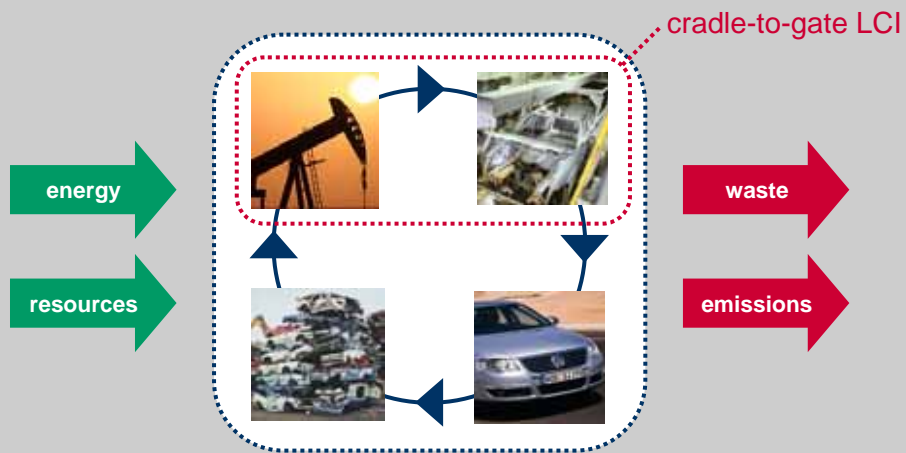 cradle-to-gate LCI
energy
waste
resources
emissions